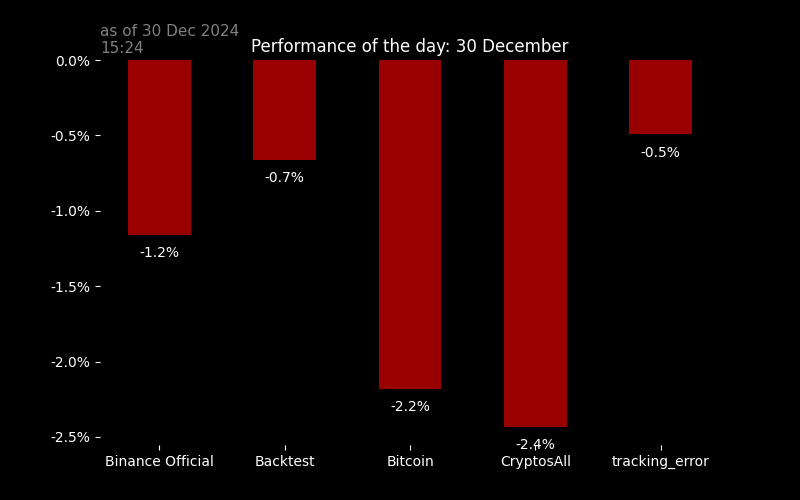 as of 30 Dec 2024
15:24
Performance of the day: 30 December
0.0%
-0.5%
-1.0%
-1.5%
-2.0%
-2.5%
-1.2%
-0.7%
-2.2%
-2.4%
-0.5%
Binance Official
Backtest
Bitcoin
CryptosAll
tracking_error